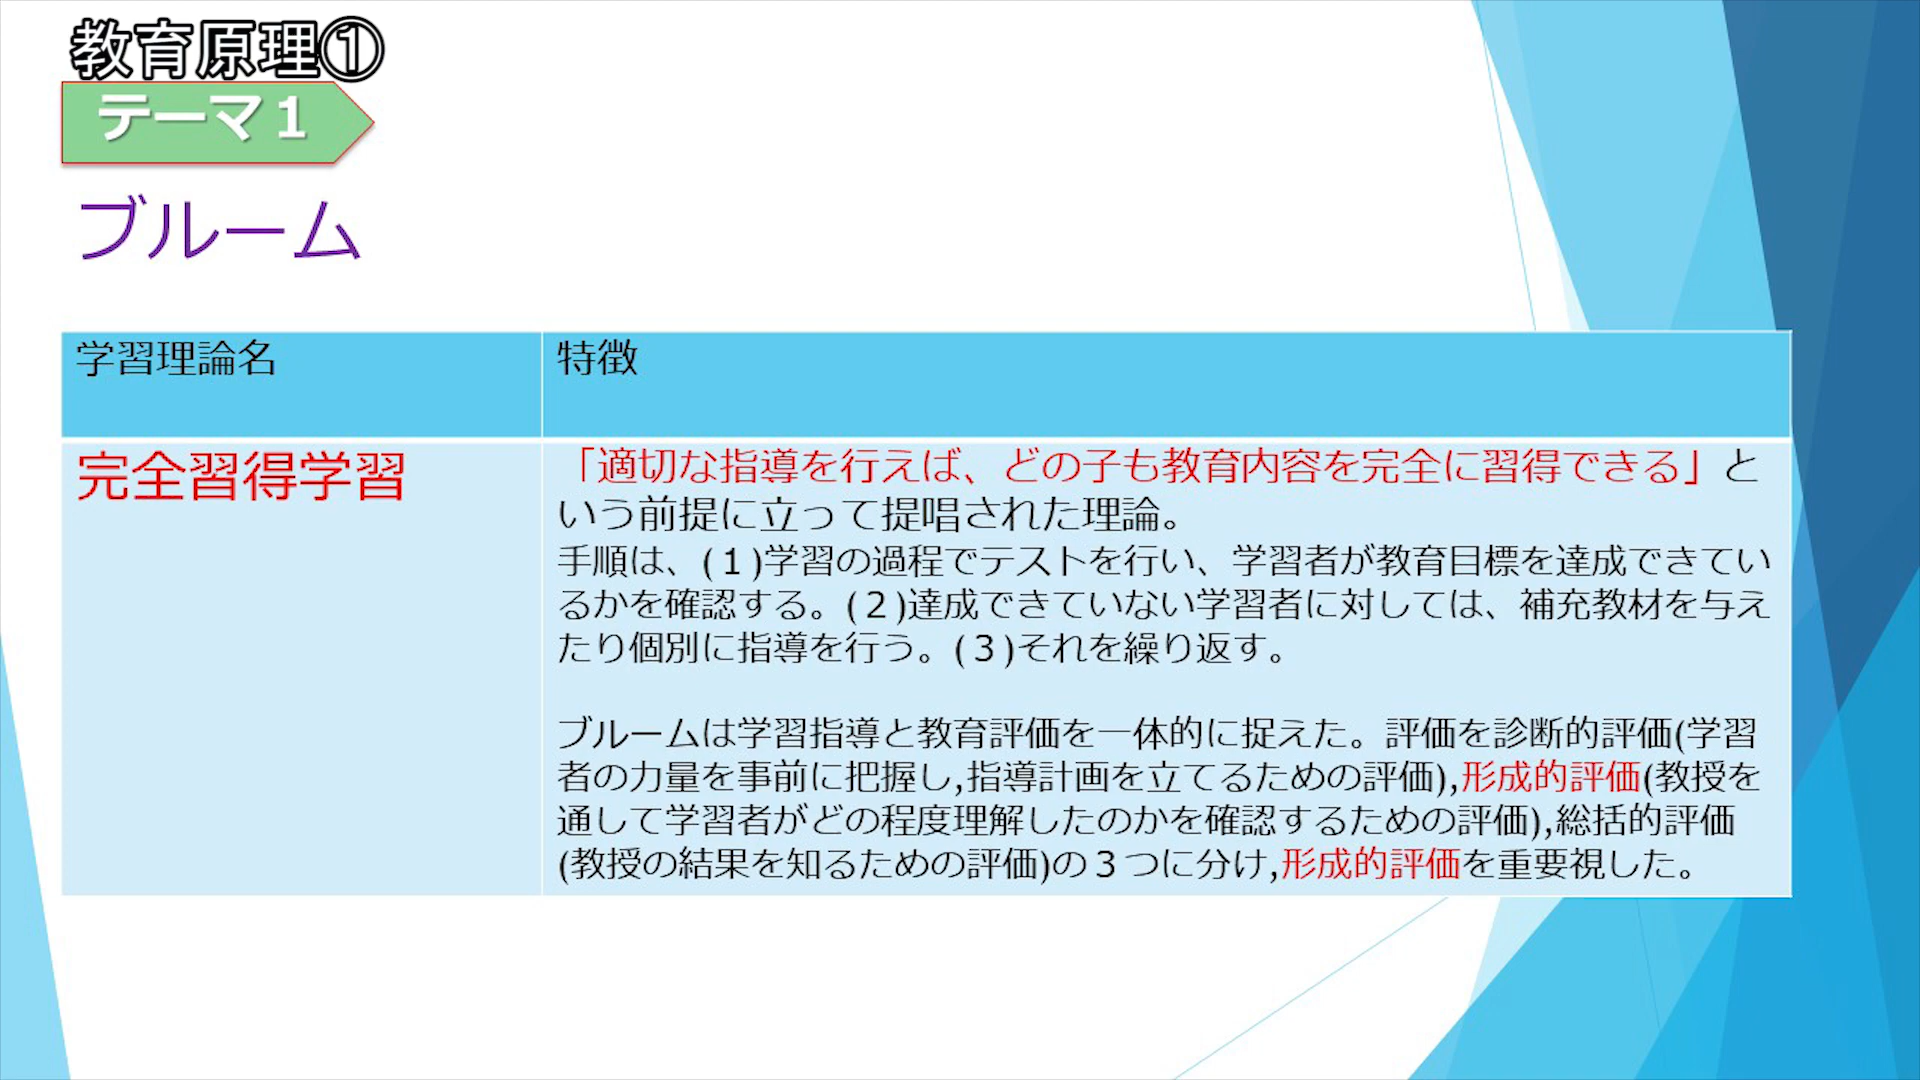 教育原理①
テーマ１
ブルーム
学習理論名
特徴
完全習得学習
「適切な指導を行えば、どの子も教育内容を完全に習得できる」と
いう前提に立って提唱された理論。
手順は、(１)学習の過程でテストを行い、学習者が教育目標を達成できてい
るかを確認する。(２)達成できていない学習者に対しては、補充教材を与え
たり個別に指導を行う。(３)それを繰り返す。
ブルームは学習指導と教育評価を一体的に捉えた。評価を診断的評価(学習
者の力量を事前に把握し,指導計画を立てるための評価),形成的評価(教授を
通して学習者がどの程度理解したのかを確認するための評価),総括的評価
(教授の結果を知るための評価)の３つに分け,形成的評価を重要視した。